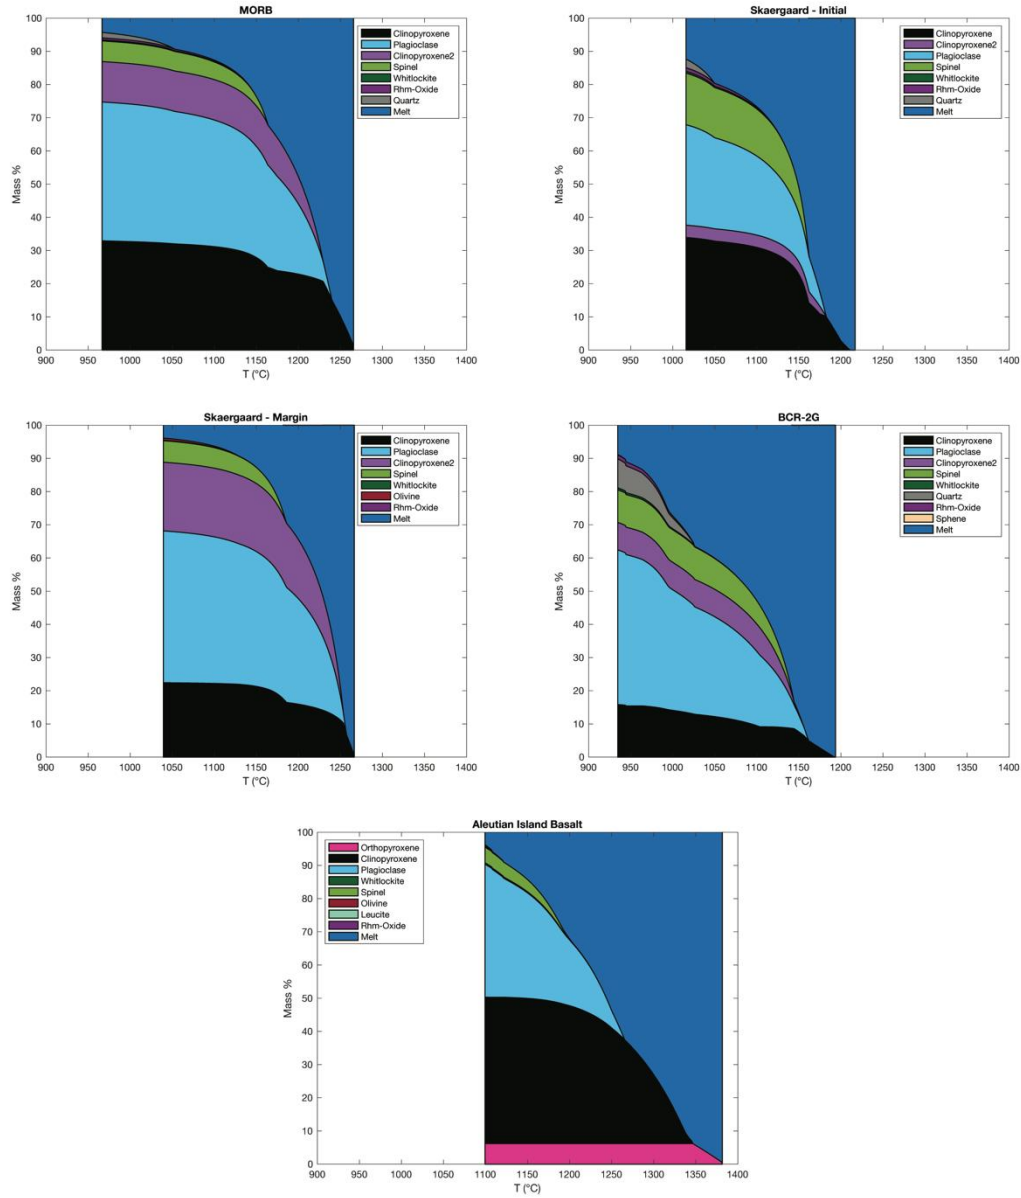 MORB
100
90
80
70
60
50
40
30
20
10
0
Mass %
900 950 1000 1050 1100 1150 1200 1250 1300 1350 1400
T (°C)
Clinopyroxene
Plagioclase
Clinopyroxene2
Spinel
Whitlockite
Rhm-Oxide
Quartz
Melt
Skaergaard - Initial
100
90
80
70
60
50
40
30
20
10
0
Mass %
900 950 1000 1050 1100 1150 1200 1250 1300 1350 1400
T (°C)
Clinopyroxene
Clinopyroxene2
Plagioclase
Spinel
Whitlockite
Rhm-Oxide
Quartz
Melt
Skaergaard - Margin
100
90
80
70
60
50
40
30
20
10
0
Mass %
900 950 1000 1050 1100 1150 1200 1250 1300 1350 1400
T (°C)
Clinopyroxene
Plagioclase
Clinopyroxene2
Spinel
Whitlockite
Olivine
Rhm-Oxide
Melt
BCR-2G
100
90
80
70
60
50
40
30
20
10
0
Mass %
900 950 1000 1050 1100 1150 1200 1250 1300 1350 1400
T (°C)
Clinopyroxene
Plagioclase
Clinopyroxene2
Spinel
Whitlockite
Quartz
Rhm-Oxide
Sphene
Melt
Aleutian Island Basalt
100
90
80
70
60
50
40
30
20
10
0
Mass %
900 950 1000 1050 1100 1150 1200 1250 1300 1350 1400
T (°C)
Orthopyroxene
Clinopyroxene
Plagioclase
Whitlockite
Spinel
Olivine
Leucite
Rhm-Oxide
Melt